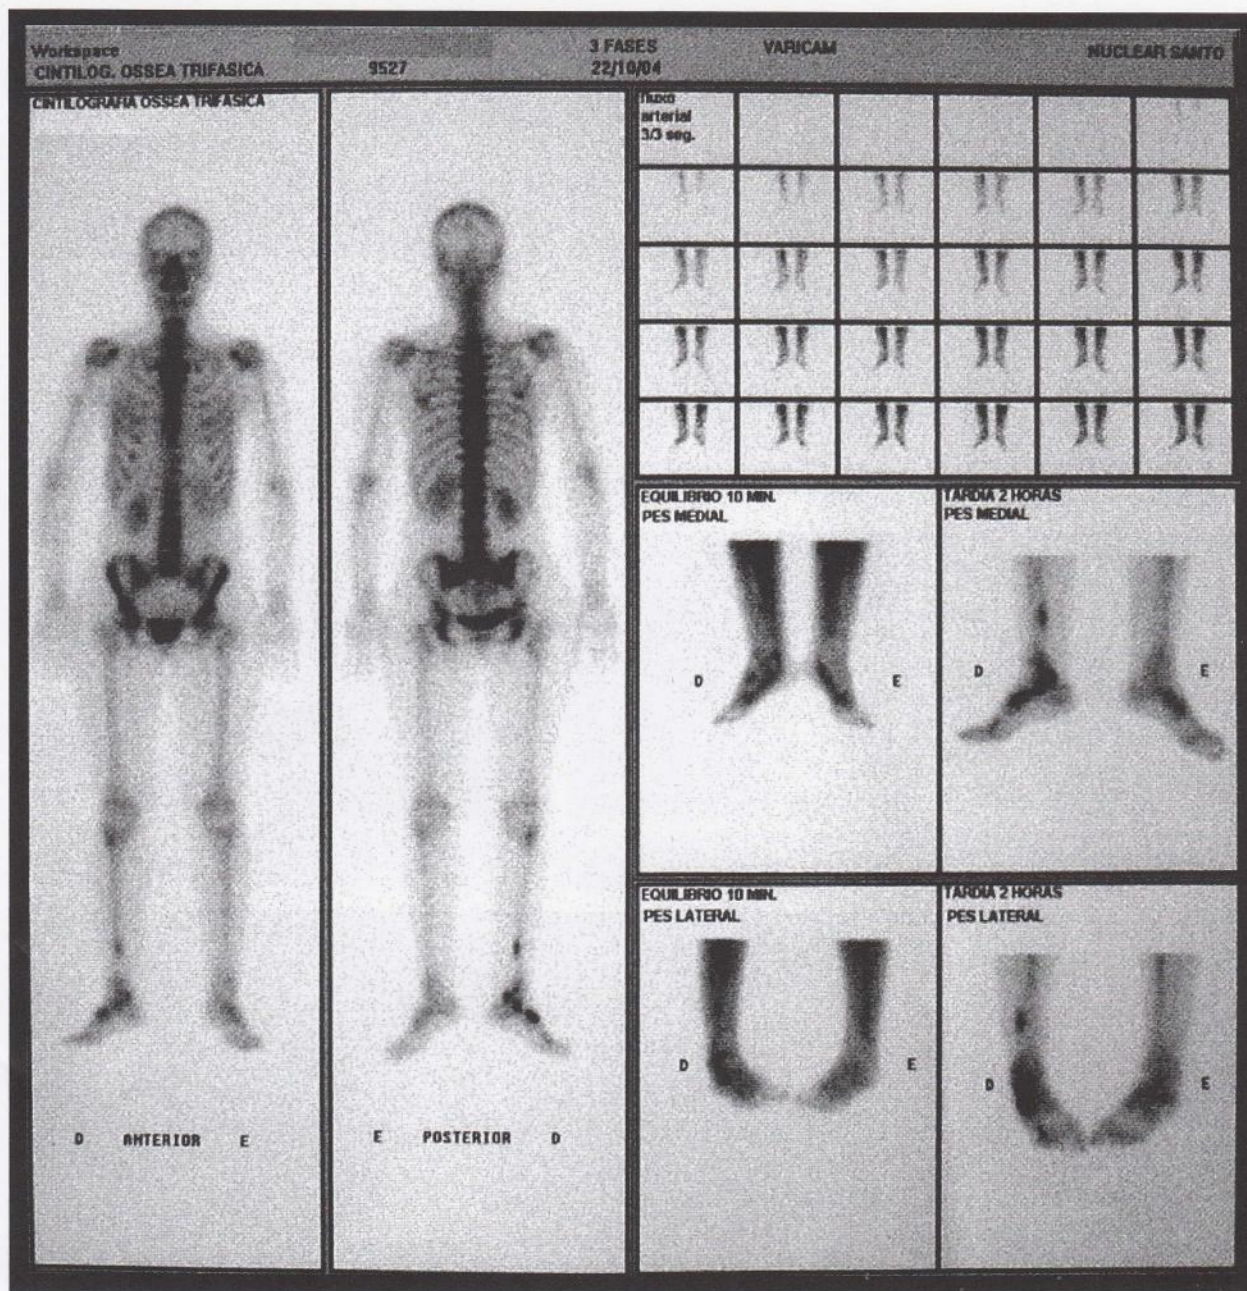 Workspace
CINTILOG. OSSEA TRIFASICA
9527
3 FASES
22/10/04
VARICAM
NUCLEAR SANTO
CINTILOGRAFIA OSSEA TRIFASICA
D ANTERIOR E
E POSTERIOR D
fluxo
arterial
3/3 seg.
EQUILIBRIO 10 MIN.
PES MEDIAL
D E
TARDIA 2 HORAS
PES MEDIAL
D E
EQUILIBRIO 10 MIN.
PES LATERAL
D E
TARDIA 2 HORAS
PES LATERAL
D E